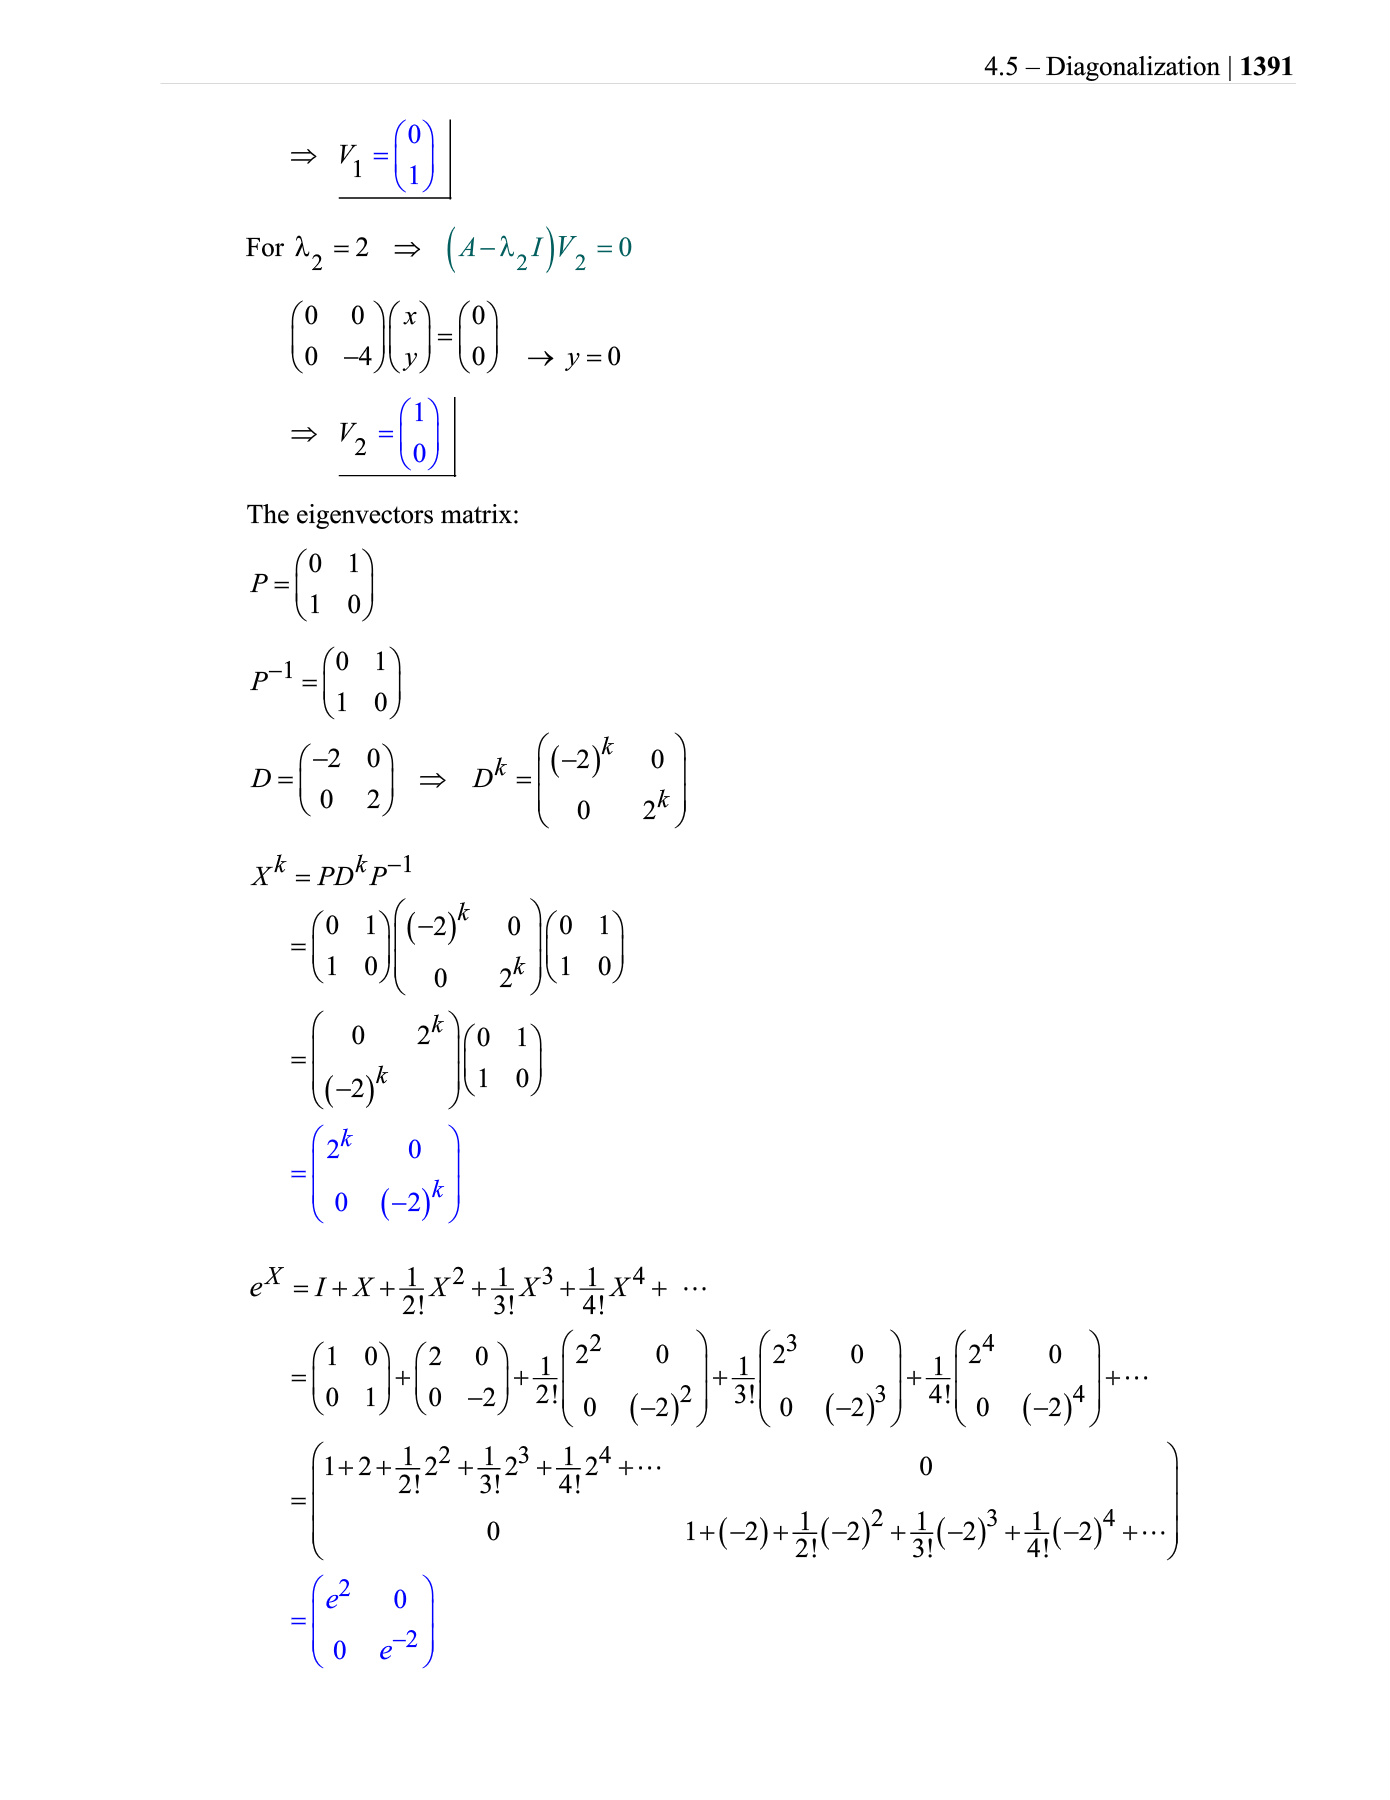 4.5 – Diagonalization | 1391
⇒ V₁ = (0; 1)
For λ₂ = 2 ⇒ (A − λ₂ I) V₂ = 0
(0 0; 0 −4)(x; y) = (0; 0) → y = 0
⇒ V₂ = (1; 0)
The eigenvectors matrix:
P = (0 1; 1 0)
P⁻¹ = (0 1; 1 0)
D = (−2 0; 0 2) ⇒ Dᵏ = ((−2)ᵏ 0; 0 2ᵏ)
Xᵏ = PDᵏP⁻¹
= (0 1; 1 0)((−2)ᵏ 0; 0 2ᵏ)(0 1; 1 0)
= (0 2ᵏ; (−2)ᵏ )(0 1; 1 0)
= (2ᵏ 0; 0 (−2)ᵏ)
e^X = I + X + 1/2! X² + 1/3! X³ + 1/4! X⁴ + ⋯
= (1 0; 0 1) + (2 0; 0 −2) + 1/2! (2² 0; 0 (−2)²) + 1/3! (2³ 0; 0 (−2)³) + 1/4! (2⁴ 0; 0 (−2)⁴) + ⋯
= (1 + 2 + 1/2! 2² + 1/3! 2³ + 1/4! 2⁴ + ⋯ 0; 0 1 + (−2) + 1/2! (−2)² + 1/3! (−2)³ + 1/4! (−2)⁴ + ⋯)
= (e² 0; 0 e⁻²)